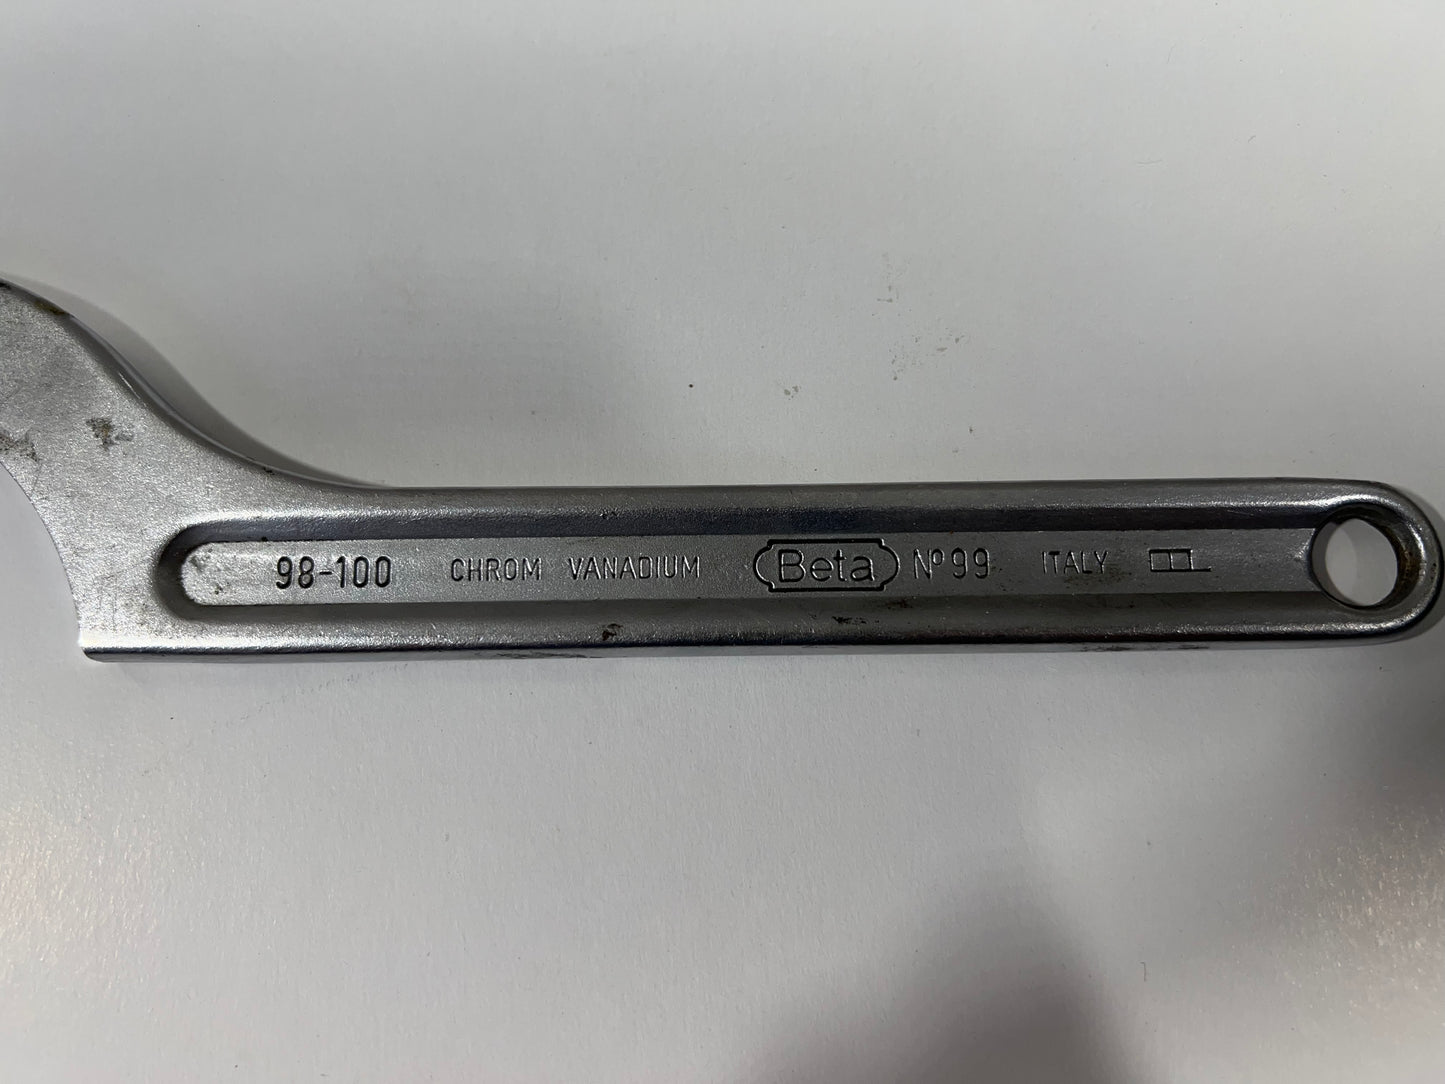 98-100 CHROM VANADIUM Beta Nº99 ITALY